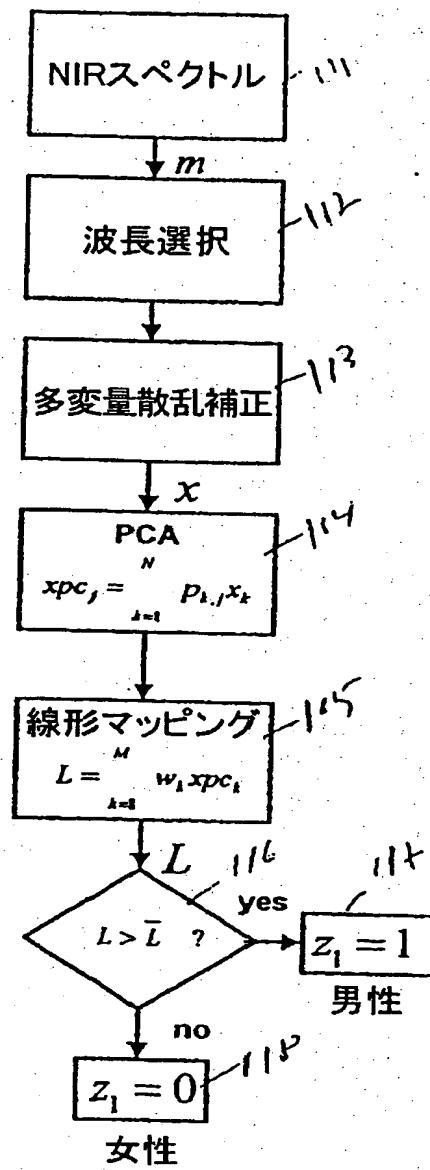 NIRスペクトル 111
m
波長選択 112
多変量散乱補正 113
x
PCA 114
N
xpc_j = p_{k,j} x_k
k=1
線形マッピング 115
M
L = w_k xpc_k
k=1
L 116
L > L̅ ? yes
z_1 = 1
男性
no
z_1 = 0 118
女性